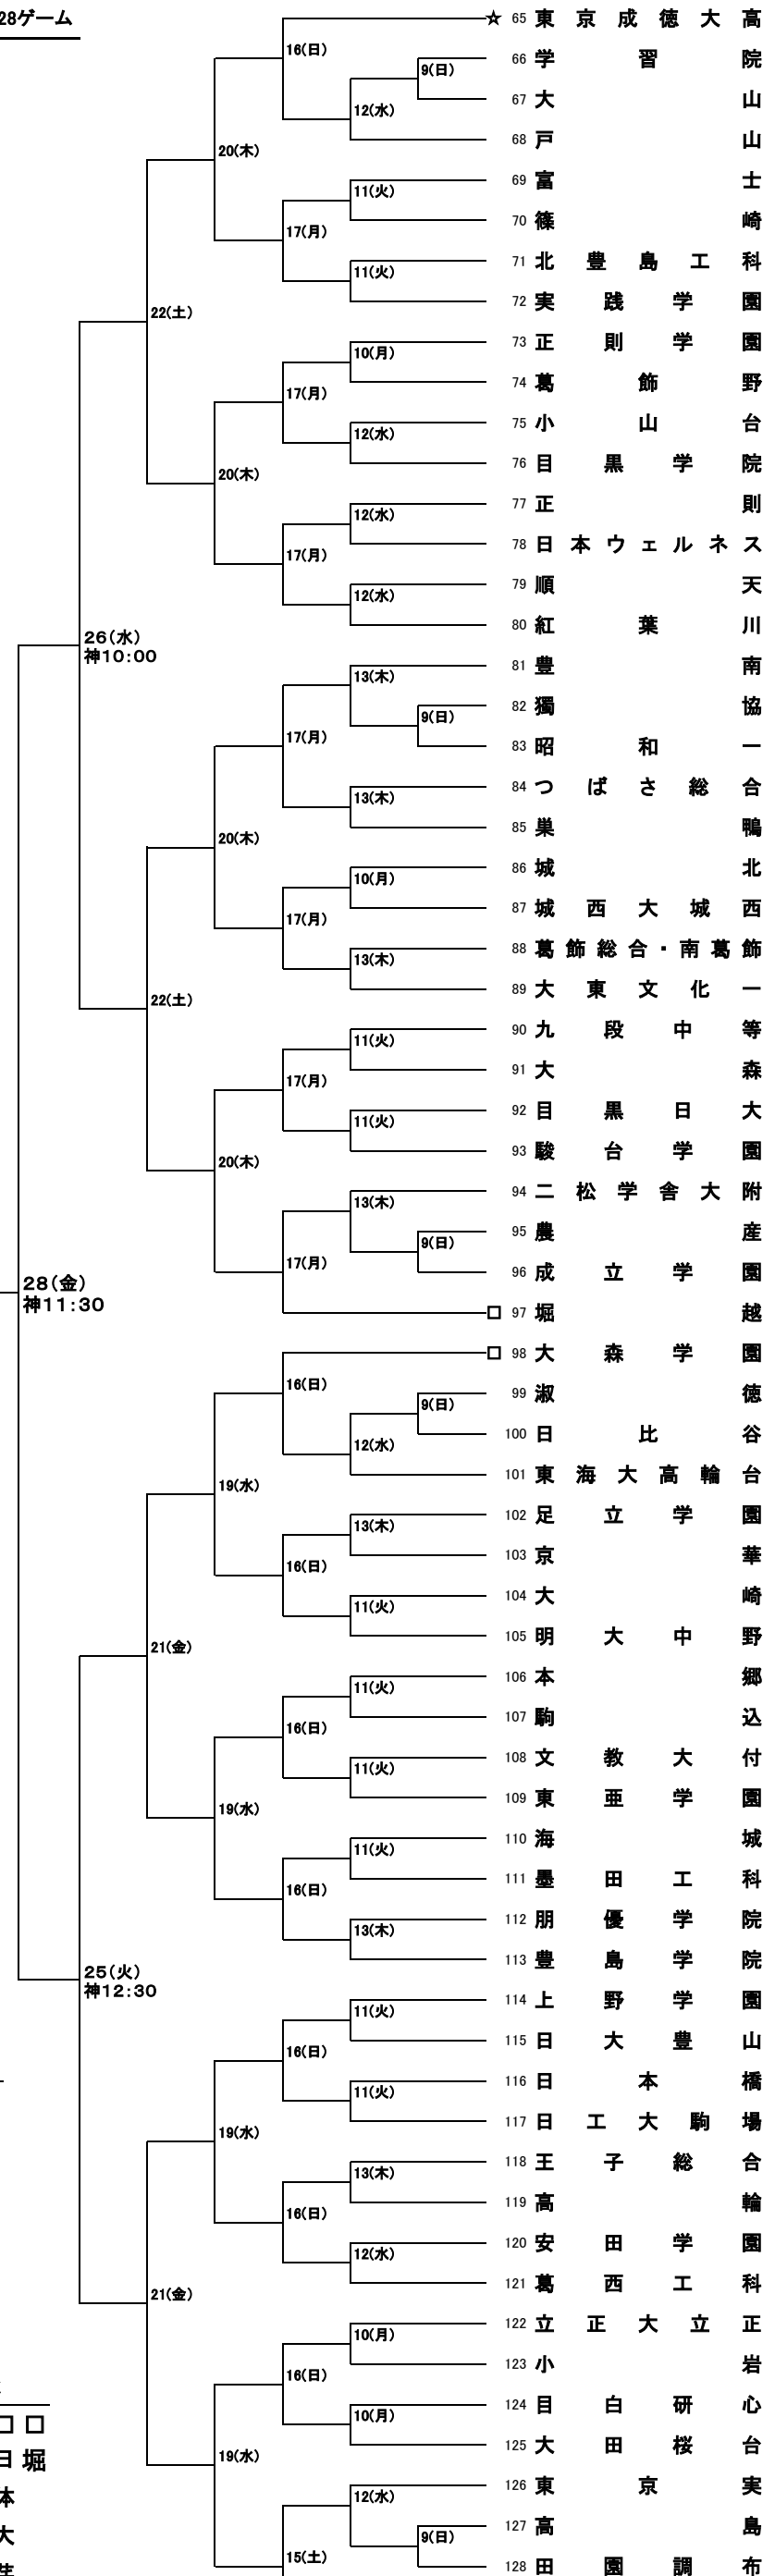 28ゲーム
☆ 65 東京成徳大高
16(日)
66 学習院
9(日)
67 大山
12(水)
68 戸山
20(木)
69 富士
11(火)
70 篠崎
17(月)
71 北豊島工科
11(火)
72 実践学園
22(土)
73 正則学園
10(月)
74 葛飾野
17(月)
75 小山台
12(水)
76 目黒学院
20(木)
77 正則
12(水)
78 日本ウェルネス
17(月)
79 順天
12(水)
80 紅葉川
26(水)
神10:00
81 豊南
13(木)
82 獨協
9(日)
83 昭和一
17(月)
84 つばさ総合
13(木)
85 巣鴨
20(木)
86 城北
10(月)
87 城西大城西
17(月)
88 葛飾総合・南葛飾
13(木)
89 大東文化一
22(土)
90 九段中等
11(火)
91 大森
17(月)
92 目黒日大
11(火)
93 駿台学園
20(木)
94 二松学舎大附
13(木)
95 農産
9(日)
96 成立学園
17(月)
28(金)
神11:30
□ 97 堀越
□ 98 大森学園
16(日)
99 淑徳
9(日)
100 日比谷
12(水)
101 東海大高輪台
19(水)
102 足立学園
13(木)
103 京華
16(日)
104 大崎
11(火)
105 明大中野
21(金)
106 本郷
11(火)
107 駒込
16(日)
108 文教大付
11(火)
109 東亜学園
19(水)
110 海城
11(火)
111 墨田工科
16(日)
112 朋優学院
13(木)
113 豊島学院
25(火)
神12:30
114 上野学園
11(火)
115 日大豊山
16(日)
116 日本橋
11(火)
117 日工大駒場
19(水)
118 王子総合
13(木)
119 高輪
16(日)
120 安田学園
12(水)
121 葛西工科
21(金)
122 立正大立正
10(月)
123 小岩
16(日)
124 目白研心
10(月)
125 大田桜台
□ □
19(水)
日 堀
126 東京実
12(水)
体
127 高島
9(日)
大
15(土)
128 田園調布